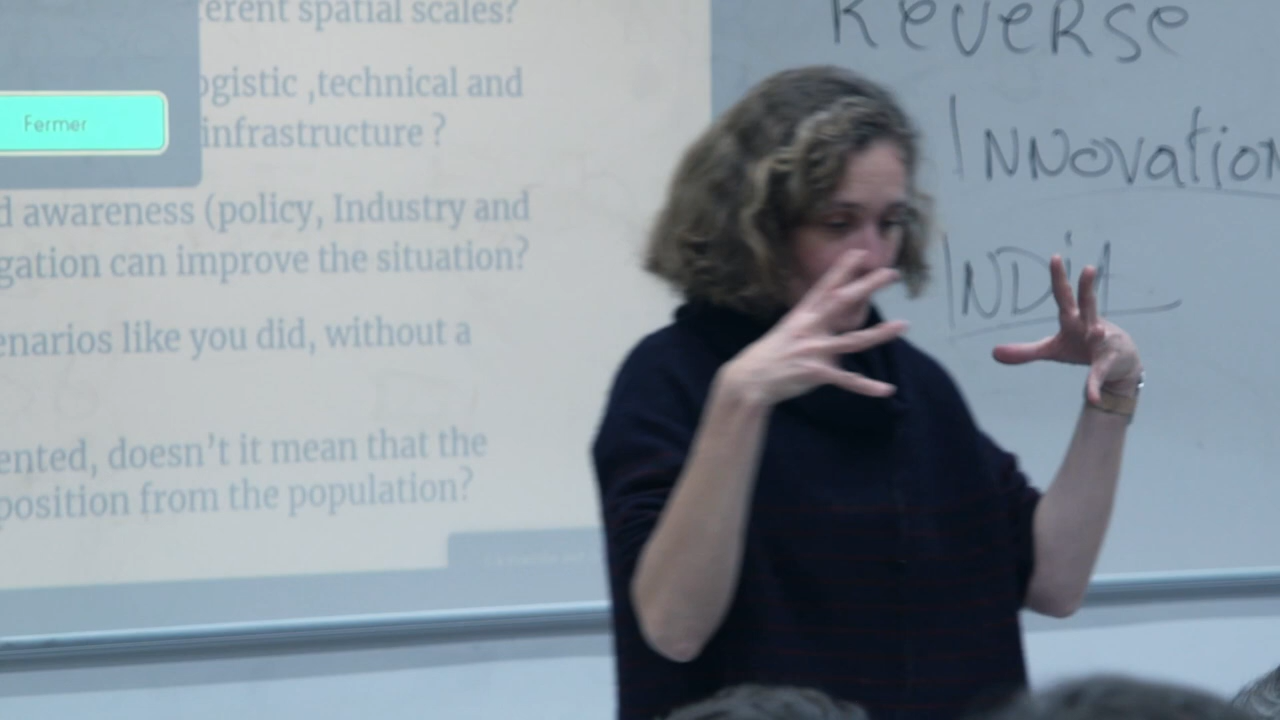 erent spatial scales?
ogistic ,technical and
infrastructure ?
d awareness (policy, Industry and
gation can improve the situation?
enarios like you did, without a
ented, doesn't it mean that the
position from the population?
Fermer
Reverse
Innovation
INDIA